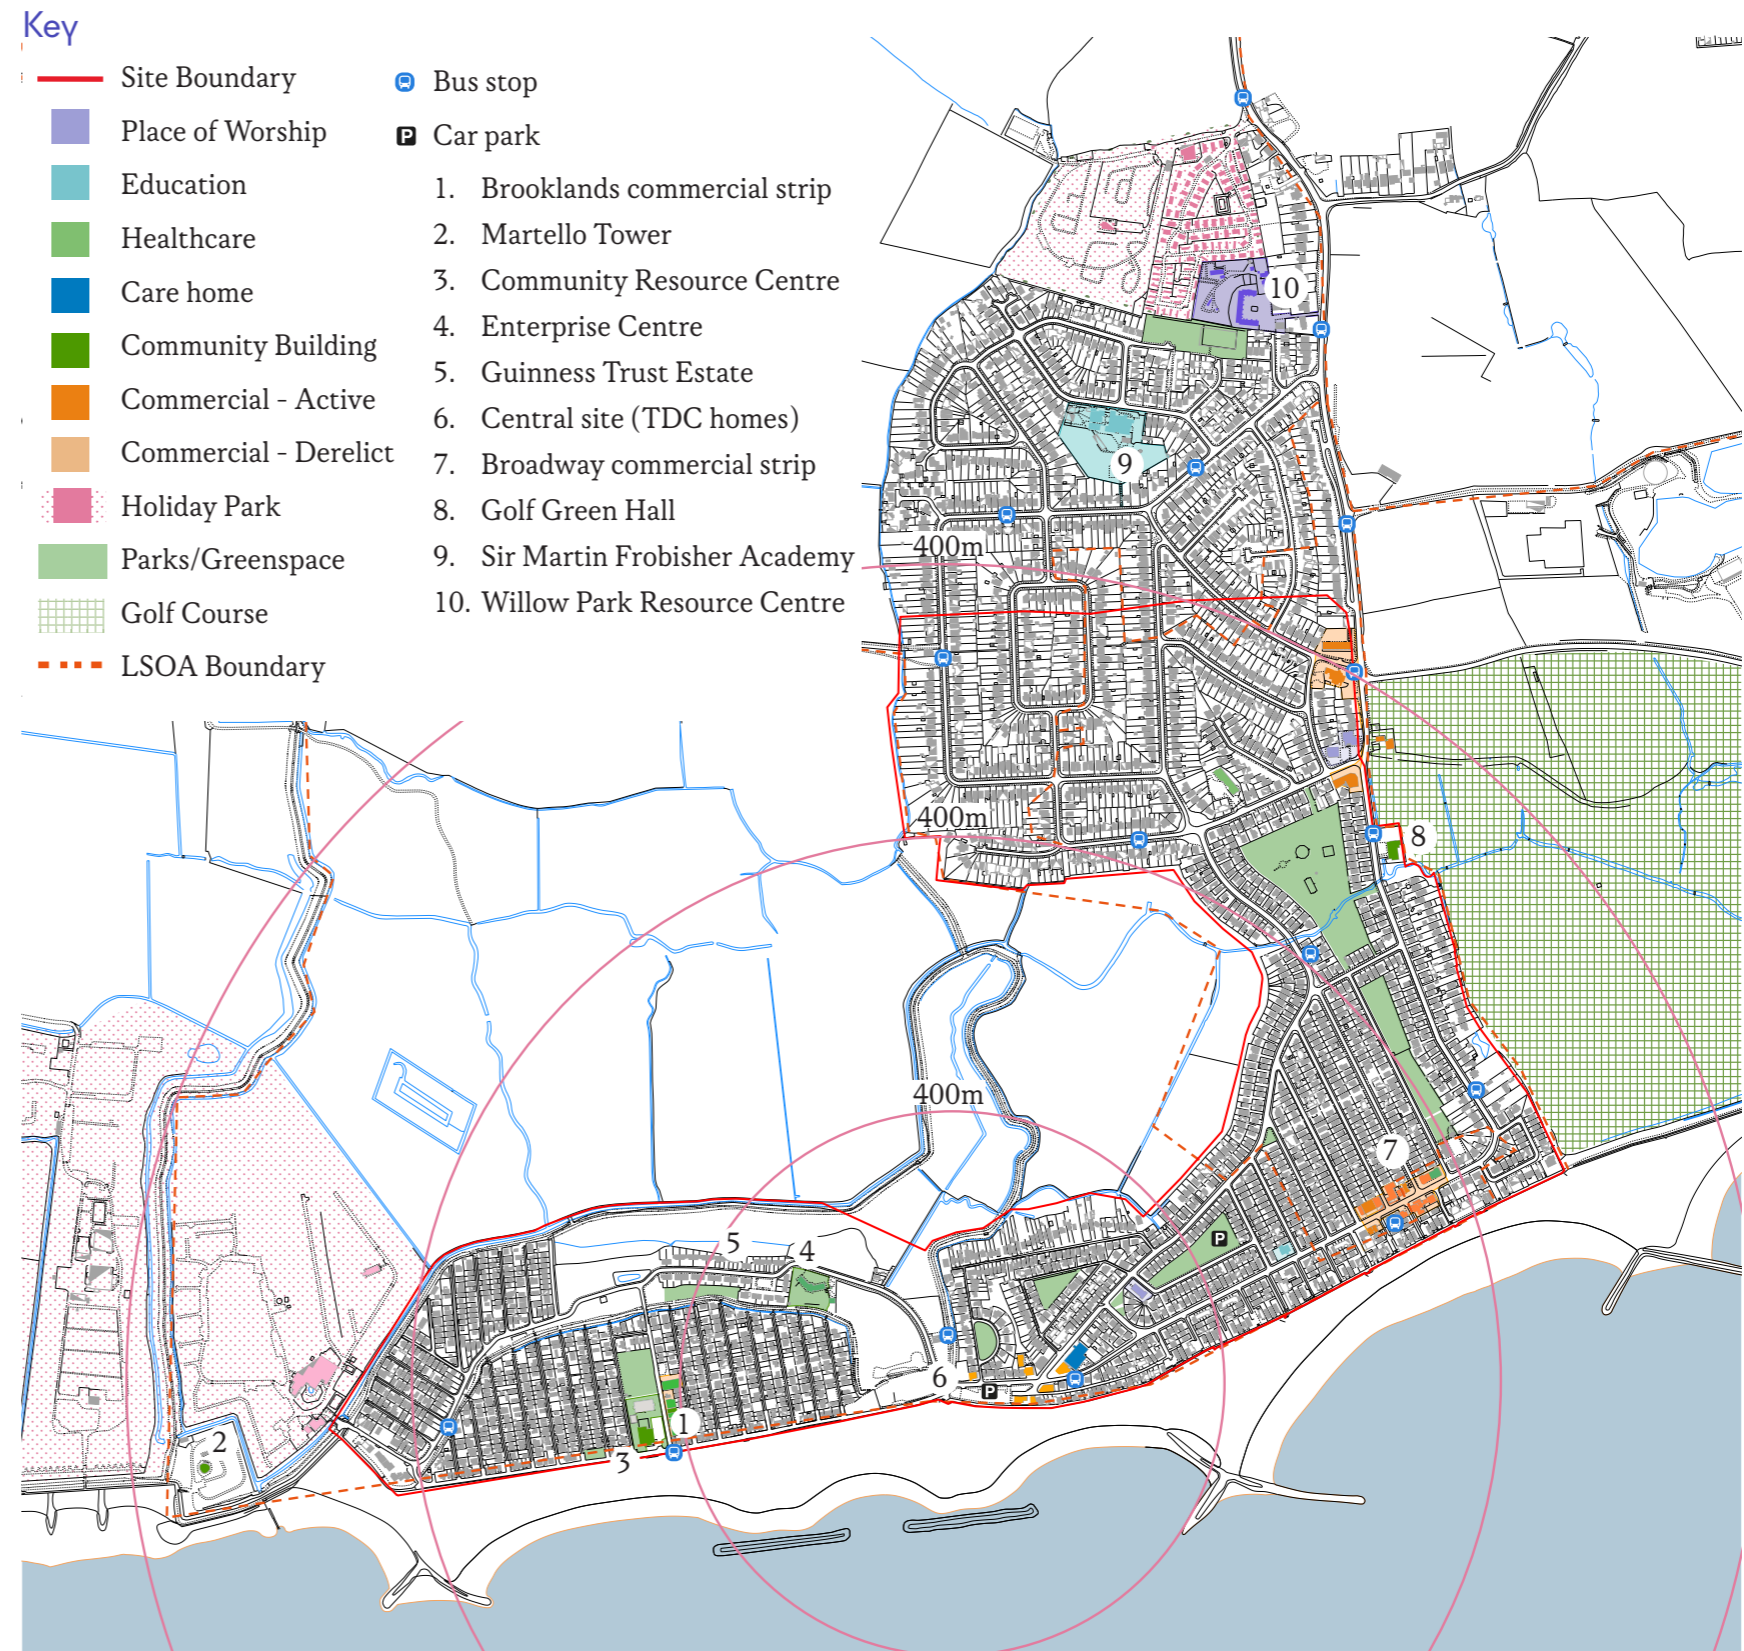 Key
Site Boundary
Place of Worship
Education
Healthcare
Care home
Community Building
Commercial - Active
Commercial - Derelict
Holiday Park
Parks/Greenspace
Golf Course
LSOA Boundary
Bus stop
P Car park
1. Brooklands commercial strip
2. Martello Tower
3. Community Resource Centre
4. Enterprise Centre
5. Guinness Trust Estate
6. Central site (TDC homes)
7. Broadway commercial strip
8. Golf Green Hall
9. Sir Martin Frobisher Academy
10. Willow Park Resource Centre
10
9
400m
400m
8
400m
7
P
5
4
6
P
1
2
3